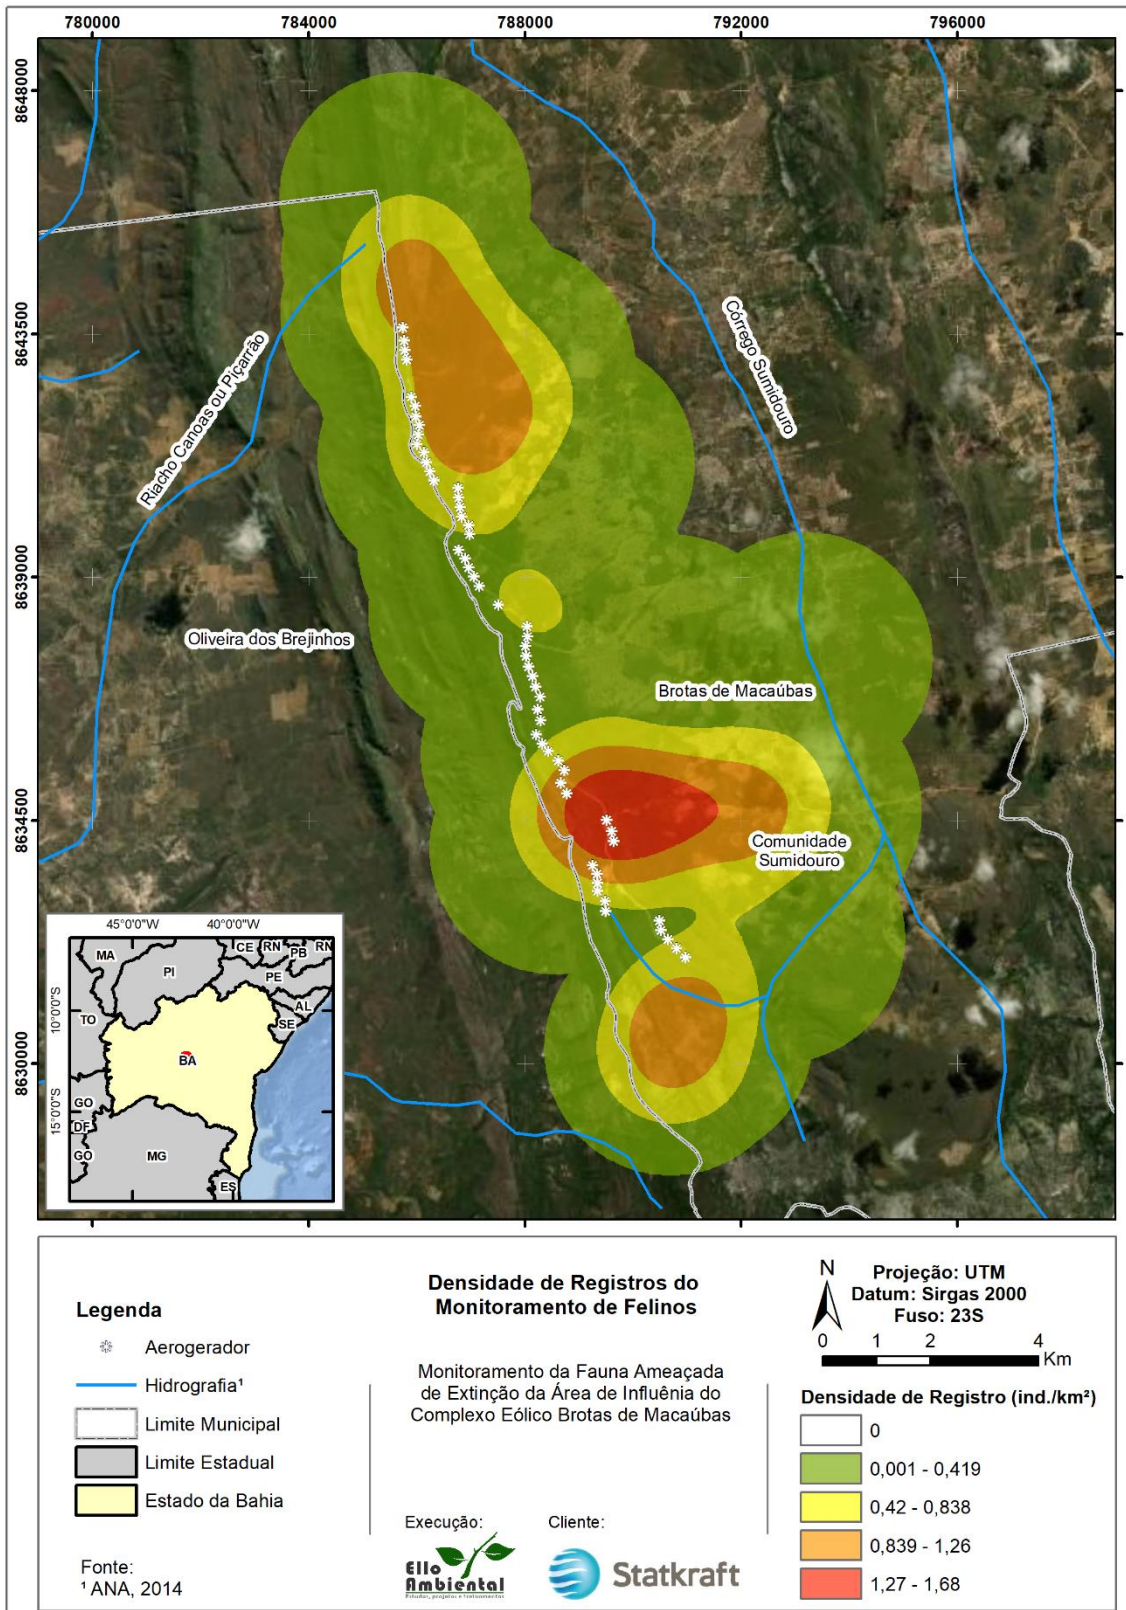 780000
784000
788000
792000
796000
8648000
8643500
8639000
8634500
8630000
Córrego Sumidouro
Riacho Canoas ou Piçarrão
Oliveira dos Brejinhos
Brotas de Macaúbas
Comunidade
Sumidouro
45°0'0"W
40°0'0"W
10°0'0"S
15°0'0"S
MA
PI
CE
RN
PB
RN
PE
AL
SE
TO
BA
GO
DF
GO
MG
ES
Legenda
Aerogerador
Hidrografia¹
Limite Municipal
Limite Estadual
Estado da Bahia
Fonte:
¹ ANA, 2014
Densidade de Registros do
Monitoramento de Felinos
Monitoramento da Fauna Ameaçada
de Extinção da Área de Influênia do
Complexo Eólico Brotas de Macaúbas
Execução:
Cliente:
Ello
Ambiental
Estudos, projetos e treinamentos
Statkraft
N
Projeção: UTM
Datum: Sirgas 2000
Fuso: 23S
0 1 2 4
Km
Densidade de Registro (ind./km²)
0
0,001 - 0,419
0,42 - 0,838
0,839 - 1,26
1,27 - 1,68